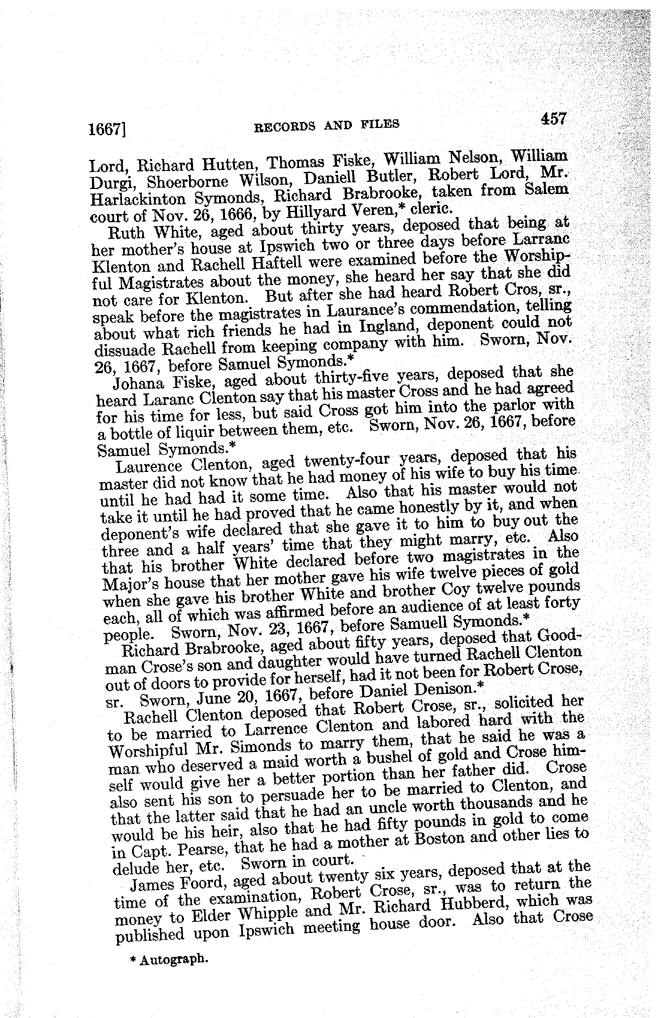 1667]
RECORDS AND FILES
457
Lord, Richard Hutten, Thomas Fiske, William Nelson, William
Durgi, Shoerborne Wilson, Daniell Butler, Robert Lord, Mr.
Harlackinton Symonds, Richard Brabrooke, taken from Salem
court of Nov. 26, 1666, by Hillyard Veren,* cleric.
Ruth White, aged about thirty years, deposed that being at
her mother's house at Ipswich two or three days before Larranc
Klenton and Rachell Haftell were examined before the Worship-
ful Magistrates about the money, she heard her say that she did
not care for Klenton. But after she had heard Robert Cros, sr.,
speak before the magistrates in Laurance's commendation, telling
about what rich friends he had in Ingland, deponent could not
dissuade Rachell from keeping company with him. Sworn, Nov.
26, 1667, before Samuel Symonds.*
Johana Fiske, aged about thirty-five years, deposed that she
heard Laranc Clenton say that his master Cross and he had agreed
for his time for less, but said Cross got him into the parlor with
a bottle of liquir between them, etc. Sworn, Nov. 26, 1667, before
Samuel Symonds.*
Laurence Clenton, aged twenty-four years, deposed that his
master did not know that he had money of his wife to buy his time
until he had had it some time. Also that his master would not
take it until he had proved that he came honestly by it, and when
deponent's wife declared that she gave it to him to buy out the
three and a half years' time that they might marry, etc. Also
that his brother White declared before two magistrates in the
Major's house that her mother gave his wife twelve pieces of gold
when she gave his brother White and brother Coy twelve pounds
each, all of which was affirmed before an audience of at least forty
people. Sworn, Nov. 23, 1667, before Samuell Symonds.*
Richard Brabrooke, aged about fifty years, deposed that Good-
man Crose's son and daughter would have turned Rachell Clenton
out of doors to provide for herself, had it not been for Robert Crose,
sr. Sworn, June 20, 1667, before Daniel Denison.*
Rachell Clenton deposed that Robert Crose, sr., solicited her
to be married to Larrence Clenton and labored hard with the
Worshipful Mr. Simonds to marry them, that he said he was a
man who deserved a maid worth a bushel of gold and Crose him-
self would give her a better portion than her father did. Crose
also sent his son to persuade her to be married to Clenton, and
that the latter said that he had an uncle worth thousands and he
would be his heir, also that he had fifty pounds in gold to come
in Capt. Pearse, that he had a mother at Boston and other lies to
delude her, etc. Sworn in court.
James Foord, aged about twenty six years, deposed that at the
time of the examination, Robert Crose, sr., was to return the
money to Elder Whipple and Mr. Richard Hubberd, which was
published upon Ipswich meeting house door. Also that Crose
* Autograph.